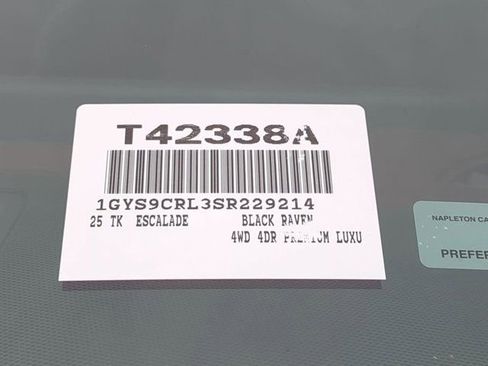 T42338A
1GYS9CRL3SR229214
25 TK ESCALADE BLACK RAVEN
4WD 4DR PREMIUM LUXU
NAPLETON CA
PREFER